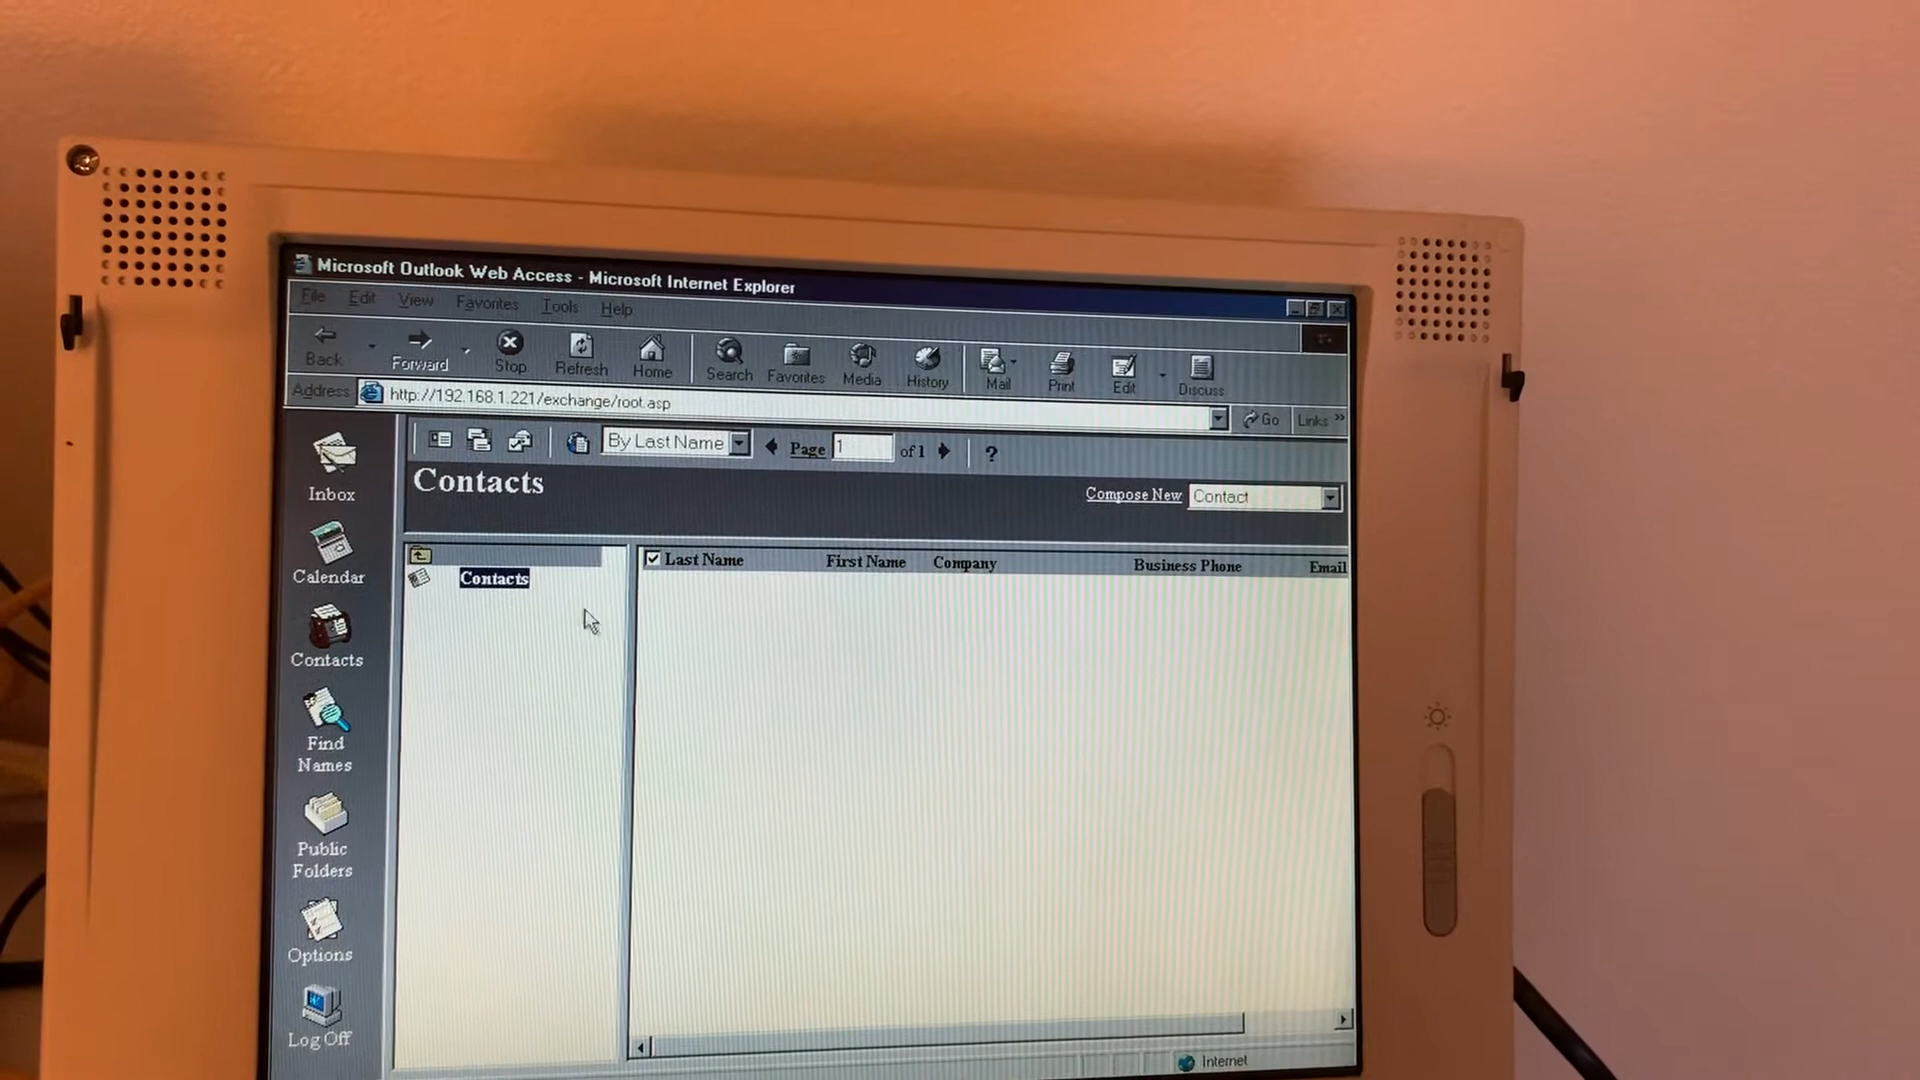 Microsoft Outlook Web Access - Microsoft Internet Explorer
File Edit View Favorites Tools Help
Back Forward Stop Refresh Home Search Favorites Media History Mail Print Edit Discuss
Address http://192.168.1.221/exchange/root.asp Go Links »
By Last Name Page 1 of 1 ?
Contacts
Compose New Contact
Last Name First Name Company Business Phone Email
Contacts
Inbox
Calendar
Contacts
Find
Names
Public
Folders
Options
Log Off
Internet